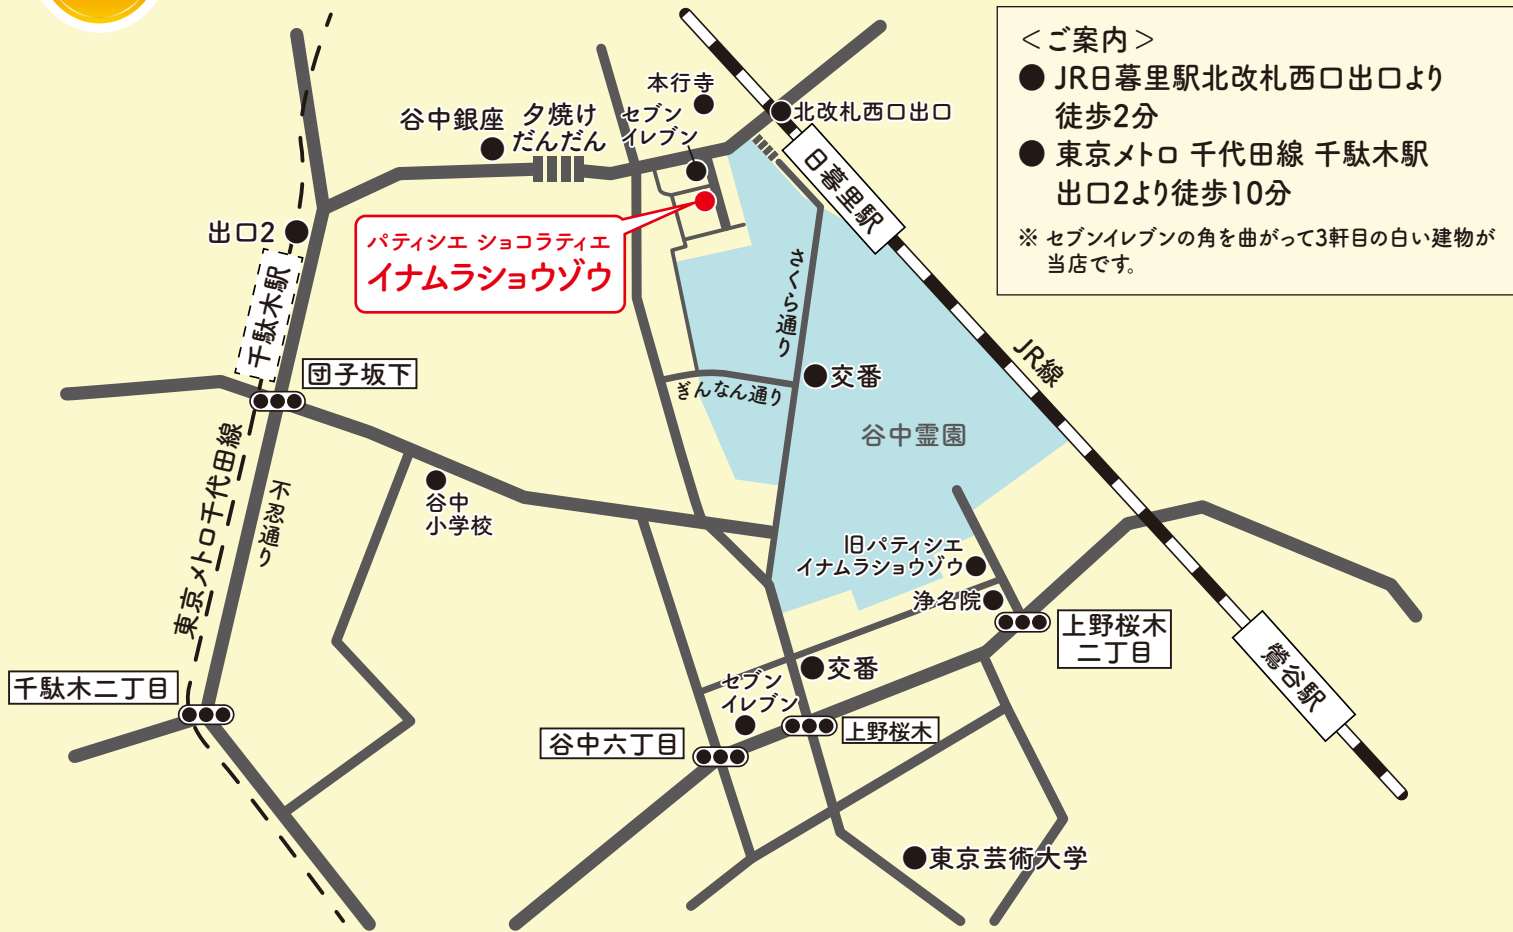 ＜ご案内＞
● JR日暮里駅北改札西口出口より
徒歩2分
● 東京メトロ 千代田線 千駄木駅
出口2より徒歩10分
※ セブンイレブンの角を曲がって3軒目の白い建物が
当店です。
本行寺
セブン
イレブン
北改札西口出口
谷中銀座
夕焼け
だんだん
日暮里駅
出口2
パティシエ ショコラティエ
イナムラショウゾウ
千駄木駅
さくら通り
団子坂下
ぎんなん通り
交番
JR線
谷中霊園
東京メトロ千代田線
不忍通り
谷中
小学校
旧パティシエ
イナムラショウゾウ
浄名院
上野桜木
二丁目
鶯谷駅
千駄木二丁目
交番
セブン
イレブン
上野桜木
谷中六丁目
東京芸術大学